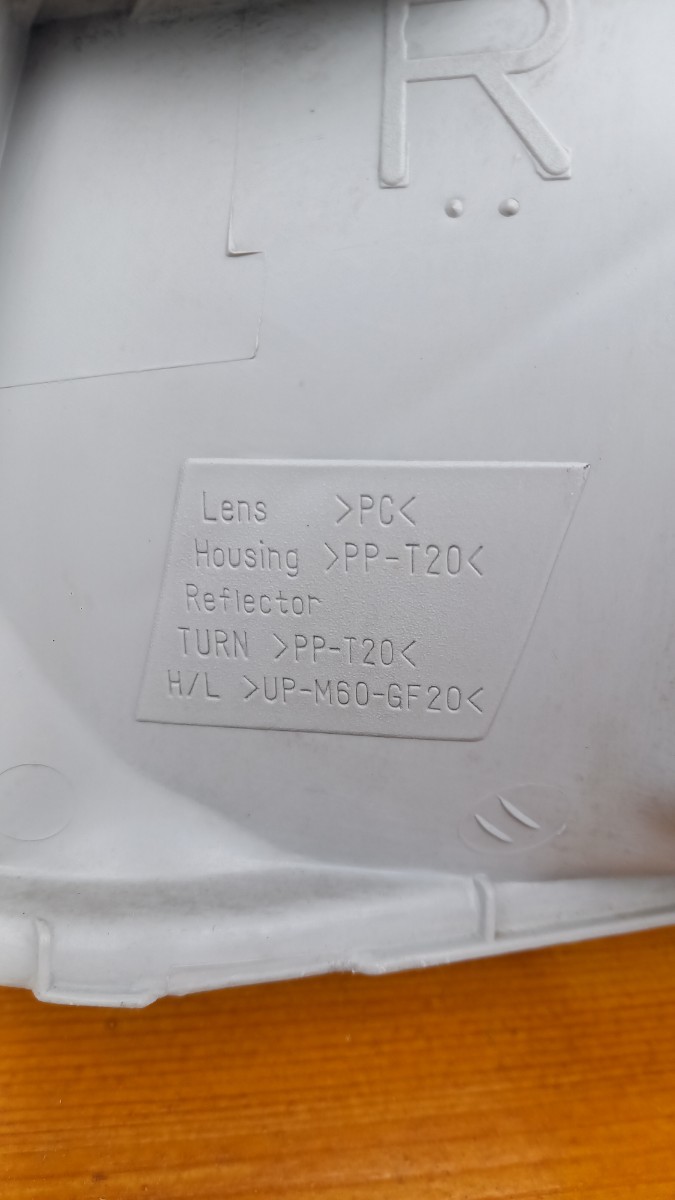 R
Lens >PC<
Housing >PP-T20<
Reflector
TURN >PP-T20<
H/L >UP-M60-GF20<